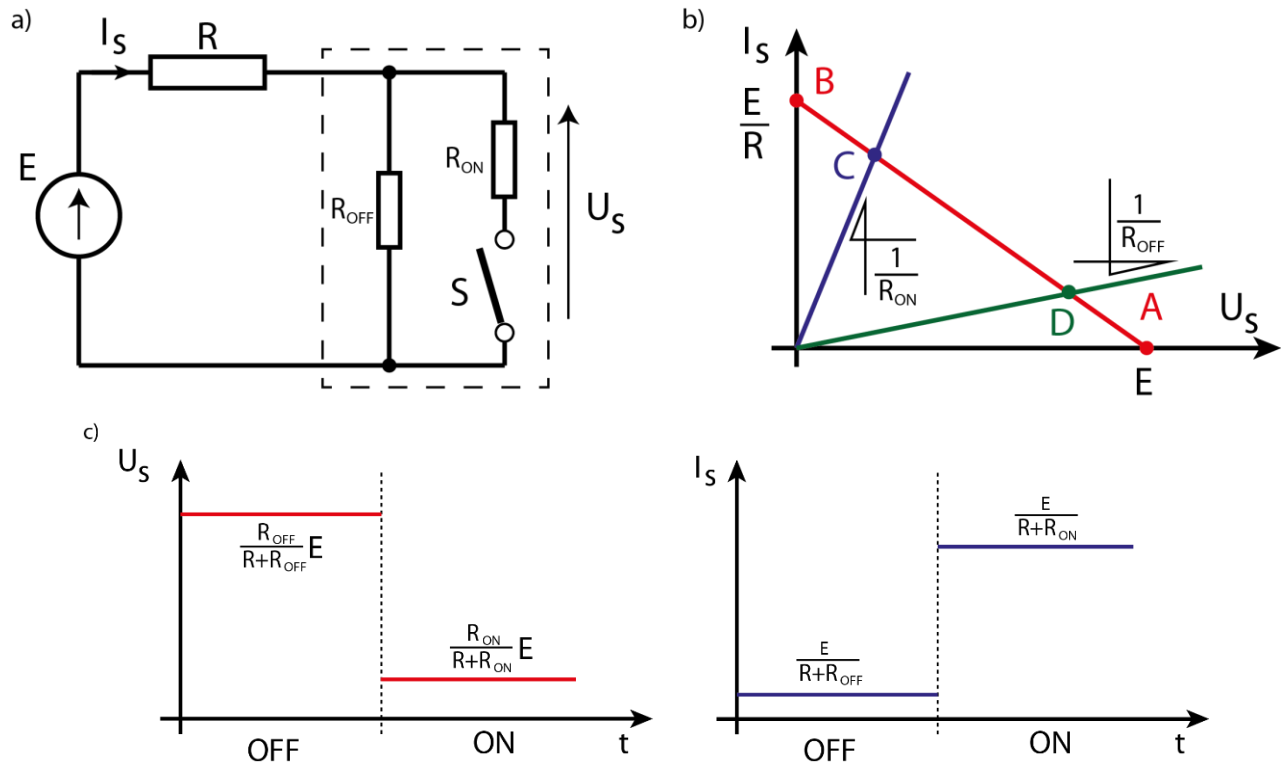 a)
I_S
R
E
R_OFF
R_ON
S
U_S
b)
I_S
E
R
B
C
1
R_ON
1
R_OFF
D
A
U_S
E
c)
U_S
R_OFF
R+R_OFF
E
R_ON
R+R_ON
E
OFF
ON
t
I_S
E
R+R_OFF
E
R+R_ON
OFF
ON
t